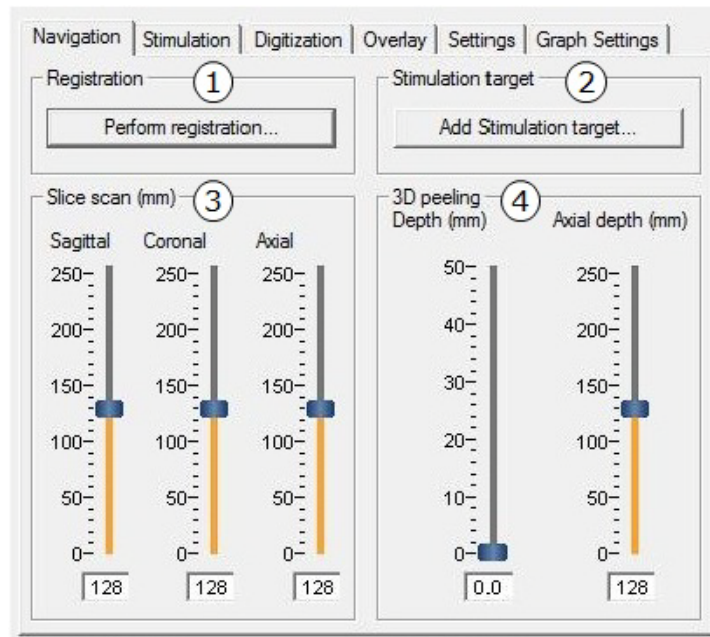 Navigation Stimulation Digitization Overlay Settings Graph Settings
Registration 1
Perform registration...
Stimulation target 2
Add Stimulation target...
Slice scan (mm) 3
Sagittal Coronal Axial
250 250 250
200 200 200
150 150 150
100 100 100
50 50 50
0 0 0
128 128 128
3D peeling 4
Depth (mm) Axial depth (mm)
50 250
40 200
30 150
20 100
10 50
0 0
0.0 128